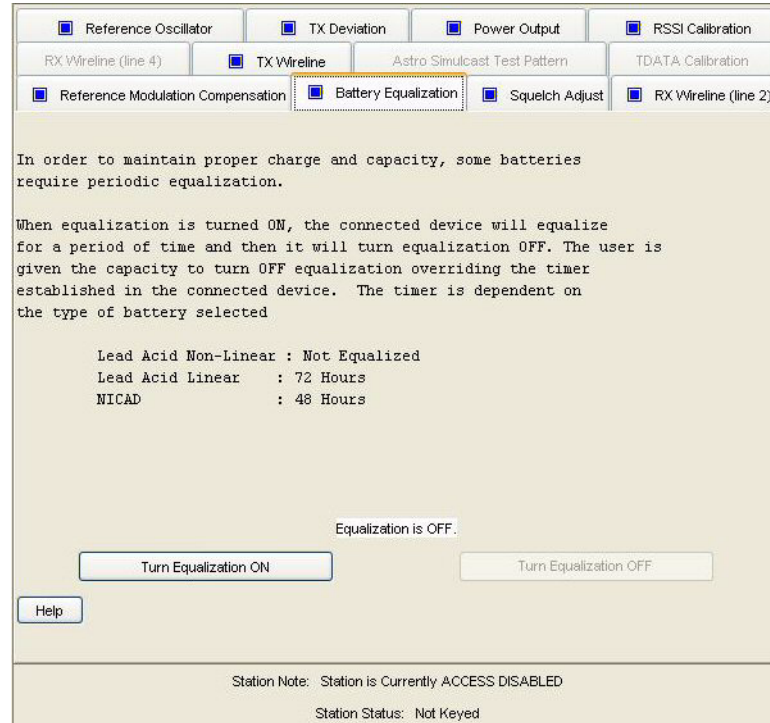 Reference Oscillator TX Deviation Power Output RSSI Calibration
RX Wireline (line 4) TX Wireline Astro Simulcast Test Pattern TDATA Calibration
Reference Modulation Compensation Battery Equalization Squelch Adjust RX Wireline (line 2)
In order to maintain proper charge and capacity, some batteries
require periodic equalization.
When equalization is turned ON, the connected device will equalize
for a period of time and then it will turn equalization OFF. The user is
given the capacity to turn OFF equalization overriding the timer
established in the connected device.  The timer is dependent on
the type of battery selected
Lead Acid Non-Linear : Not Equalized
Lead Acid Linear    : 72 Hours
NICAD               : 48 Hours
Equalization is OFF.
Turn Equalization ON Turn Equalization OFF
Help
Station Note: Station is Currently ACCESS DISABLED
Station Status: Not Keyed